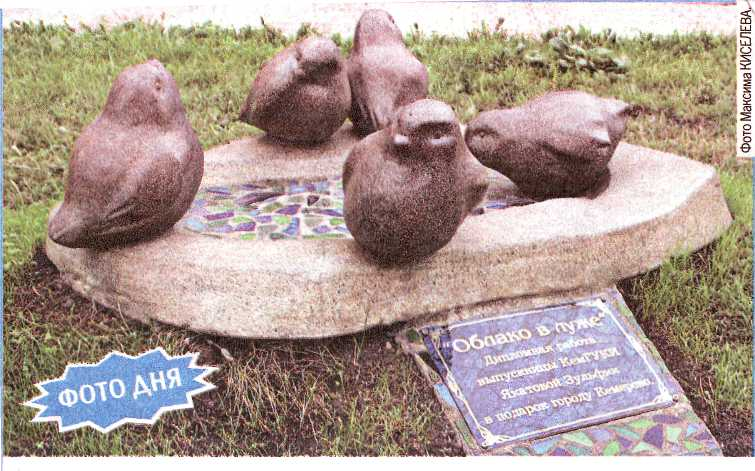 Фото Максима КИСЕЛЕВА.
"Облако в луже"
Дипломная работа
выпускницы КемГУКИ
Яхатовой Зульфии
в подарок городу Кемерово.
ФОТО ДНЯ